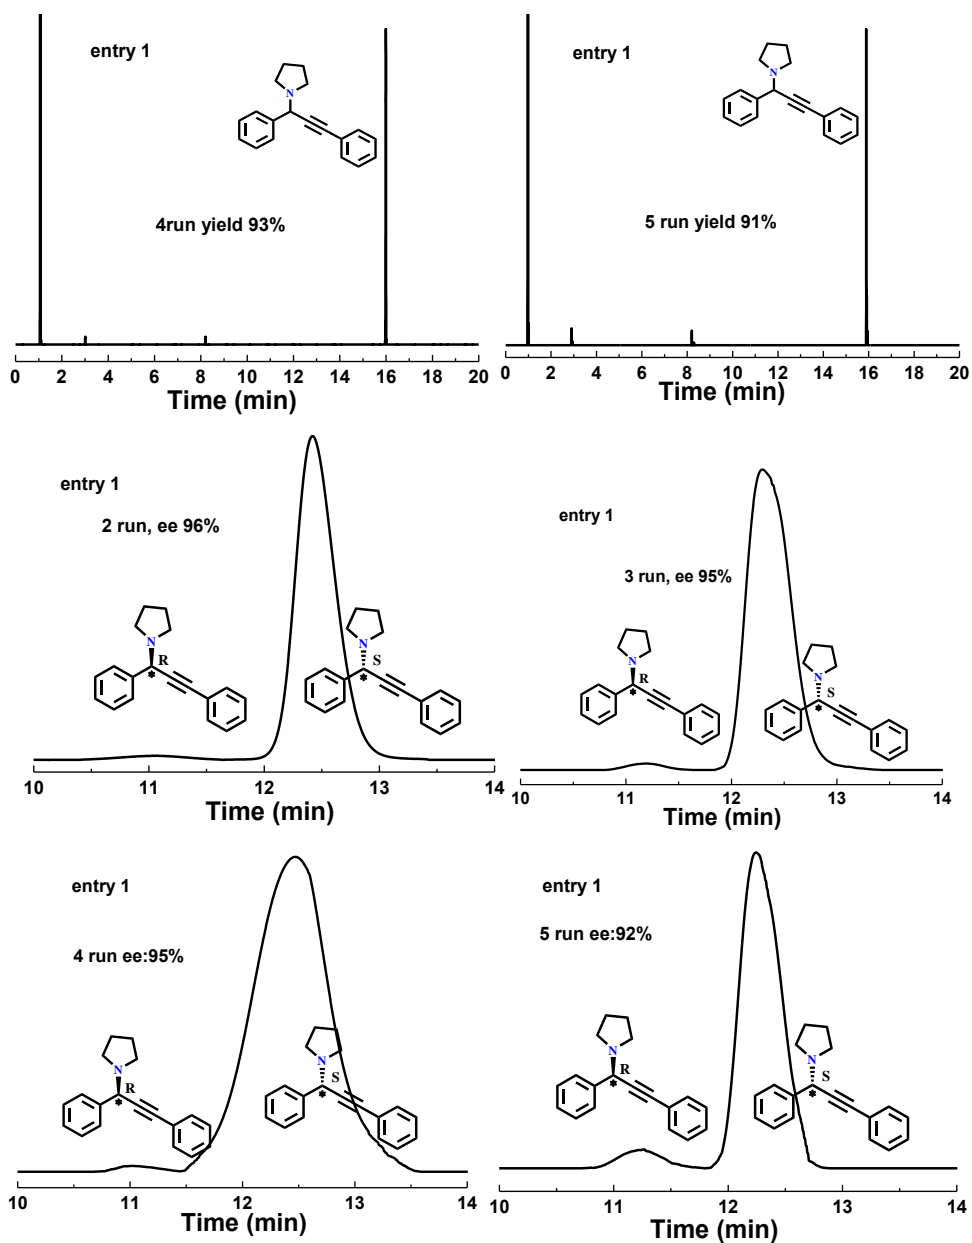 entry 1
N
4run yield 93%
0 2 4 6 8 10 12 14 16 18 20
Time (min)
entry 1
N
5 run yield 91%
0 2 4 6 8 10 12 14 16 18 20
Time (min)
entry 1
2 run, ee 96%
N
R
*
N
S
*
10 11 12 13 14
Time (min)
entry 1
3 run, ee 95%
N
R
*
N
S
*
10 11 12 13 14
Time (min)
entry 1
4 run ee:95%
N
R
*
N
S
*
10 11 12 13 14
Time (min)
entry 1
5 run ee:92%
N
R
*
N
S
*
10 11 12 13 14
Time (min)